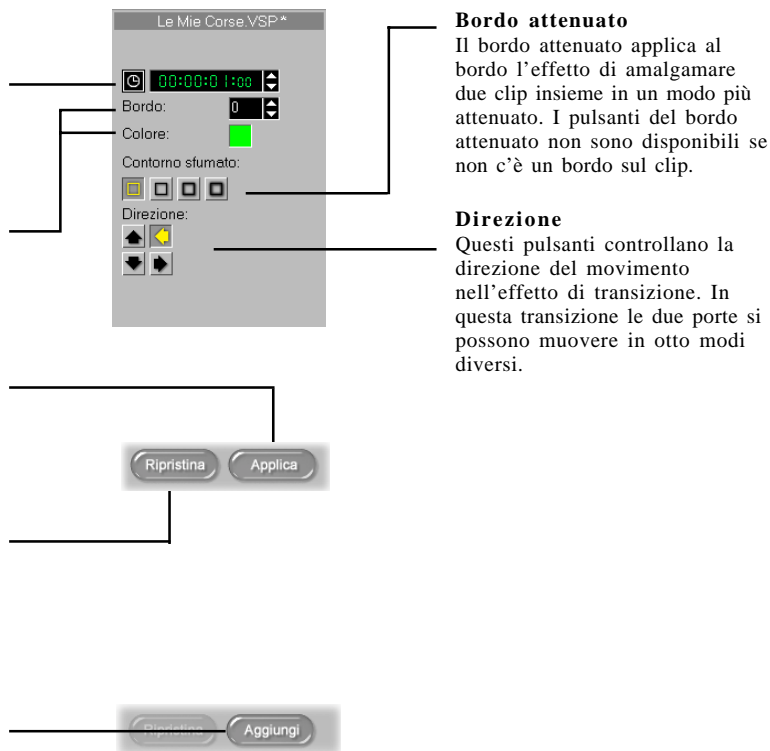 Le Mie Corse.VSP*
00:00:01:00
Bordo:
0
Colore:
Contorno sfumato:
Direzione:
Bordo attenuato
Il bordo attenuato applica al
bordo l'effetto di amalgamare
due clip insieme in un modo più
attenuato. I pulsanti del bordo
attenuato non sono disponibili se
non c'è un bordo sul clip.
Direzione
Questi pulsanti controllano la
direzione del movimento
nell'effetto di transizione. In
questa transizione le due porte si
possono muovere in otto modi
diversi.
Ripristina
Applica
Ripristina
Aggiungi